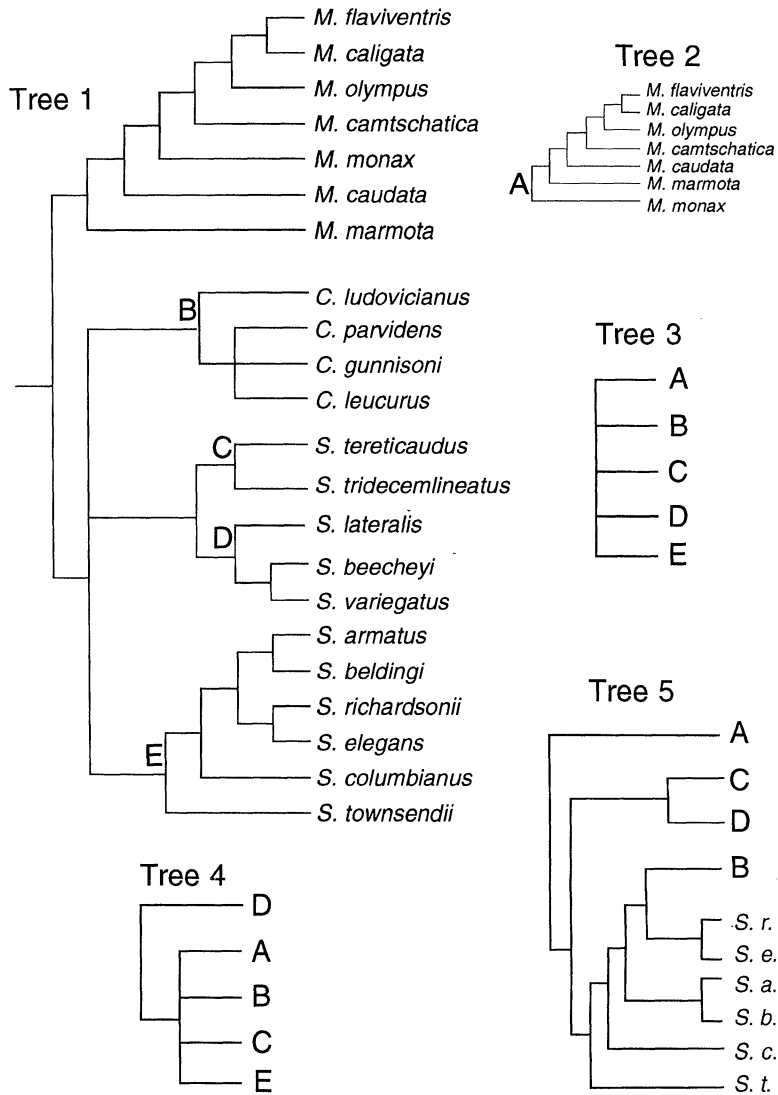 Tree 1
M. flaviventris
M. caligata
M. olympus
M. camtschatica
M. monax
M. caudata
M. marmota
B
C. ludovicianus
C. parvidens
C. gunnisoni
C. leucurus
C
S. tereticaudus
S. tridecemlineatus
D
S. lateralis
S. beecheyi
S. variegatus
S. armatus
S. beldingi
S. richardsonii
S. elegans
E
S. columbianus
S. townsendii
Tree 2
M. flaviventris
M. caligata
M. olympus
M. camtschatica
M. caudata
A
M. marmota
M. monax
Tree 3
A
B
C
D
E
Tree 4
D
A
B
C
E
Tree 5
A
C
D
B
S. r.
S. e.
S. a.
S. b.
S. c.
S. t.